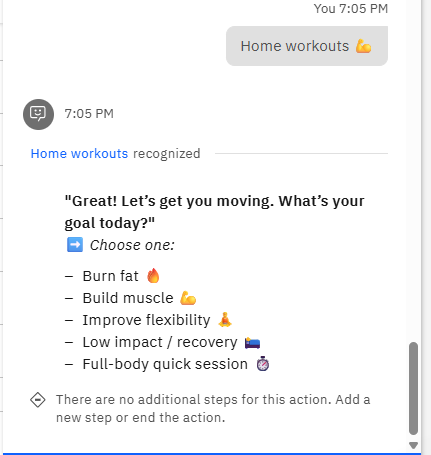 You 7:05 PM
Home workouts 💪
7:05 PM
Home workouts recognized
"Great! Let’s get you moving. What’s your
goal today?"
➡️ Choose one:
– Burn fat 🔥
– Build muscle 💪
– Improve flexibility 🧘
– Low impact / recovery 🛌
– Full-body quick session ⏱️
There are no additional steps for this action. Add a
new step or end the action.